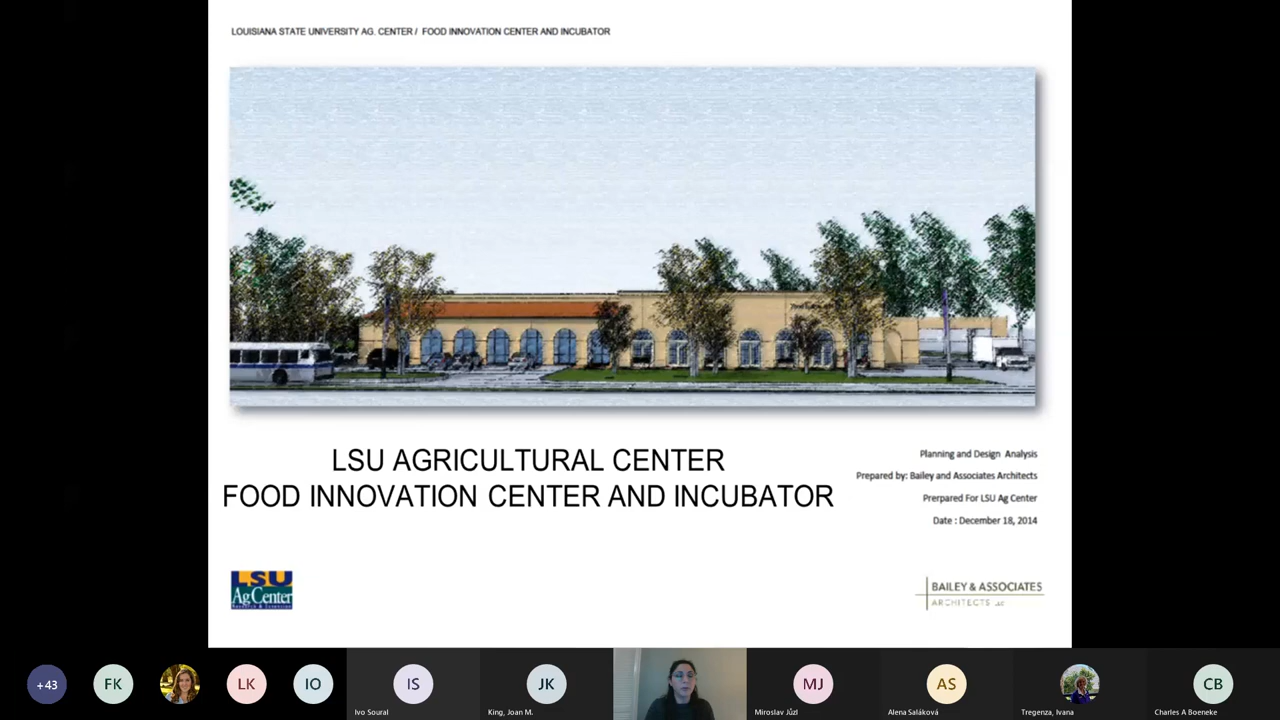 LOUISIANA STATE UNIVERSITY AG. CENTER / FOOD INNOVATION CENTER AND INCUBATOR
LSU AGRICULTURAL CENTER
FOOD INNOVATION CENTER AND INCUBATOR
Planning and Design Analysis
Prepared by: Bailey and Associates Architects
Prerpared For LSU Ag Center
Date : December 18, 2014
LSU
AgCenter
Research & Extension
BAILEY & ASSOCIATES
ARCHITECTS LLC
+43
FK
LK
IO
IS
Ivo Soural
JK
King, Joan M.
MJ
Miroslav Jůzl
AS
Alena Saláková
Tregenza, Ivana
CB
Charles A Boeneke